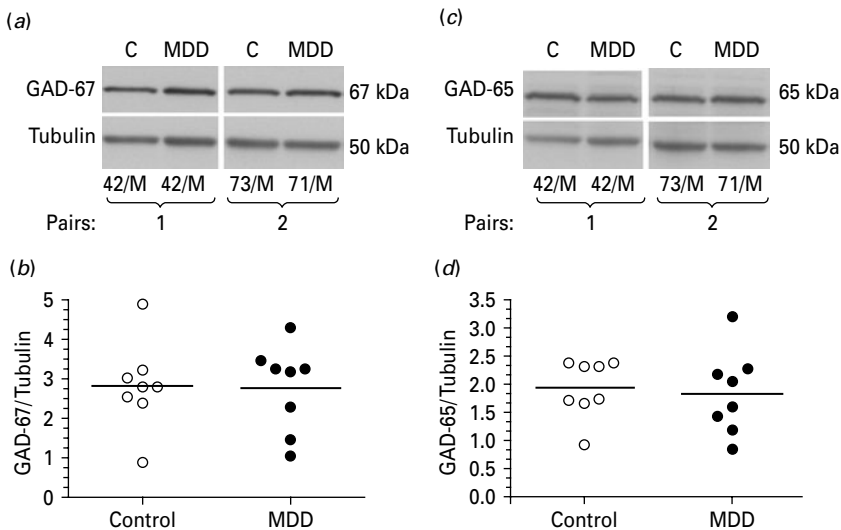 (a)
C MDD C MDD
GAD-67 67 kDa
Tubulin 50 kDa
42/M 42/M 73/M 71/M
Pairs: 1 2
(c)
C MDD C MDD
GAD-65 65 kDa
Tubulin 50 kDa
42/M 42/M 73/M 71/M
Pairs: 1 2
(b)
GAD-67/Tubulin
5
4
3
2
1
0
Control MDD
(d)
GAD-65/Tubulin
3.5
3.0
2.5
2.0
1.5
1.0
0.5
0.0
Control MDD